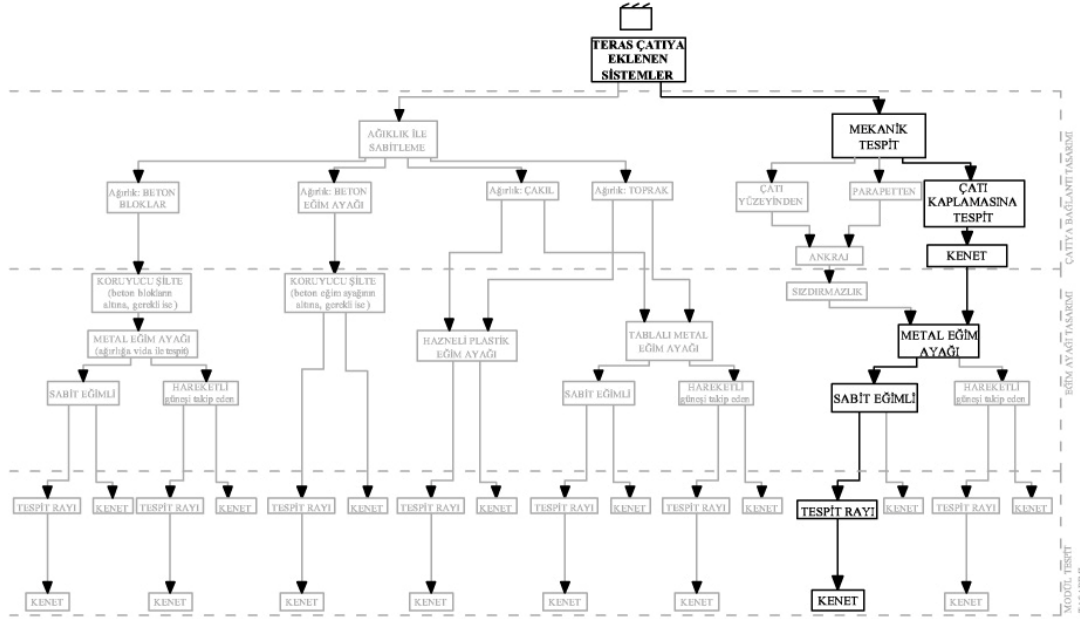 TERAS ÇATIYA
EKLENEN
SİSTEMLER
AĞIKLIK İLE
SABİTLEME
MEKANİK
TESPİT
Ağırlık: BETON
BLOKLAR
Ağırlık: BETON
EĞİM AYAĞI
Ağırlık: ÇAKIL
Ağırlık: TOPRAK
ÇATI
YÜZEYİNDEN
PARAPETTEN
ÇATI
KAPLAMASINA
TESPİT
ANKRAJ
KENET
ÇATIYA BAĞLANTI TASARIMI
KORUYUCU ŞİLTE
(beton blokların
altına, gerekli ise)
KORUYUCU ŞİLTE
(beton eğim ayağının
altına, gerekli ise)
SIZDIRMAZLIK
METAL EĞİM AYAĞI
(ağırlığa vida ile tespit)
HAZNELİ PLASTİK
EĞİM AYAĞI
TABLALI METAL
EĞİM AYAĞI
METAL EĞİM
AYAĞI
SABİT EĞİMLİ
HAREKETLİ
güneşi takip eden
SABİT EĞİMLİ
HAREKETLİ
güneşi takip eden
SABİT EĞİMLİ
HAREKETLİ
güneşi takip eden
EĞİM AYAĞI TASARIMI
TESPİT RAYI
KENET
TESPİT RAYI
KENET
TESPİT RAYI
KENET
TESPİT RAYI
KENET
TESPİT RAYI
KENET
TESPİT RAYI
KENET
TESPİT RAYI
KENET
TESPİT RAYI
KENET
KENET
KENET
KENET
KENET
KENET
KENET
KENET
KENET
MODÜL TESPİT